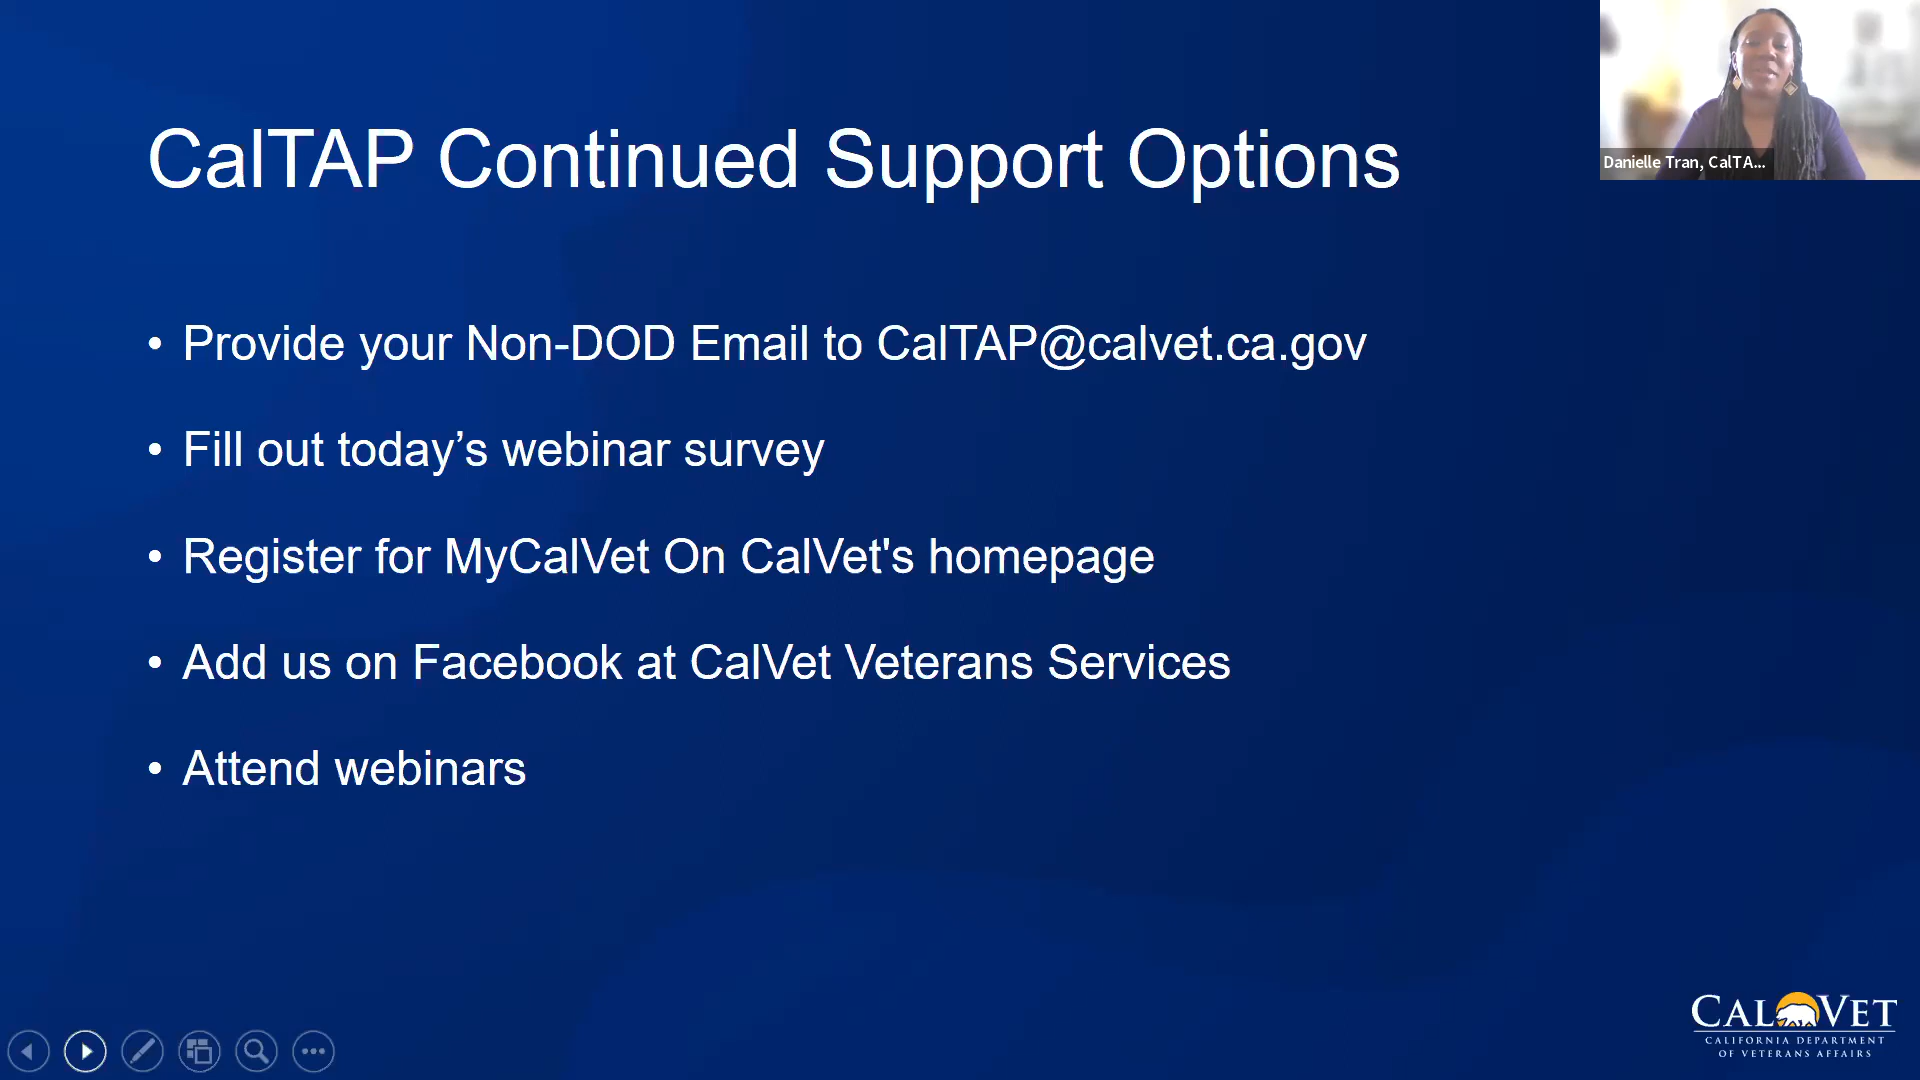 CalTAP Continued Support Options
• Provide your Non-DOD Email to CalTAP@calvet.ca.gov
• Fill out today’s webinar survey
• Register for MyCalVet On CalVet's homepage
• Add us on Facebook at CalVet Veterans Services
• Attend webinars
Danielle Tran, CalTA...
CALVET
CALIFORNIA DEPARTMENT
OF VETERANS AFFAIRS